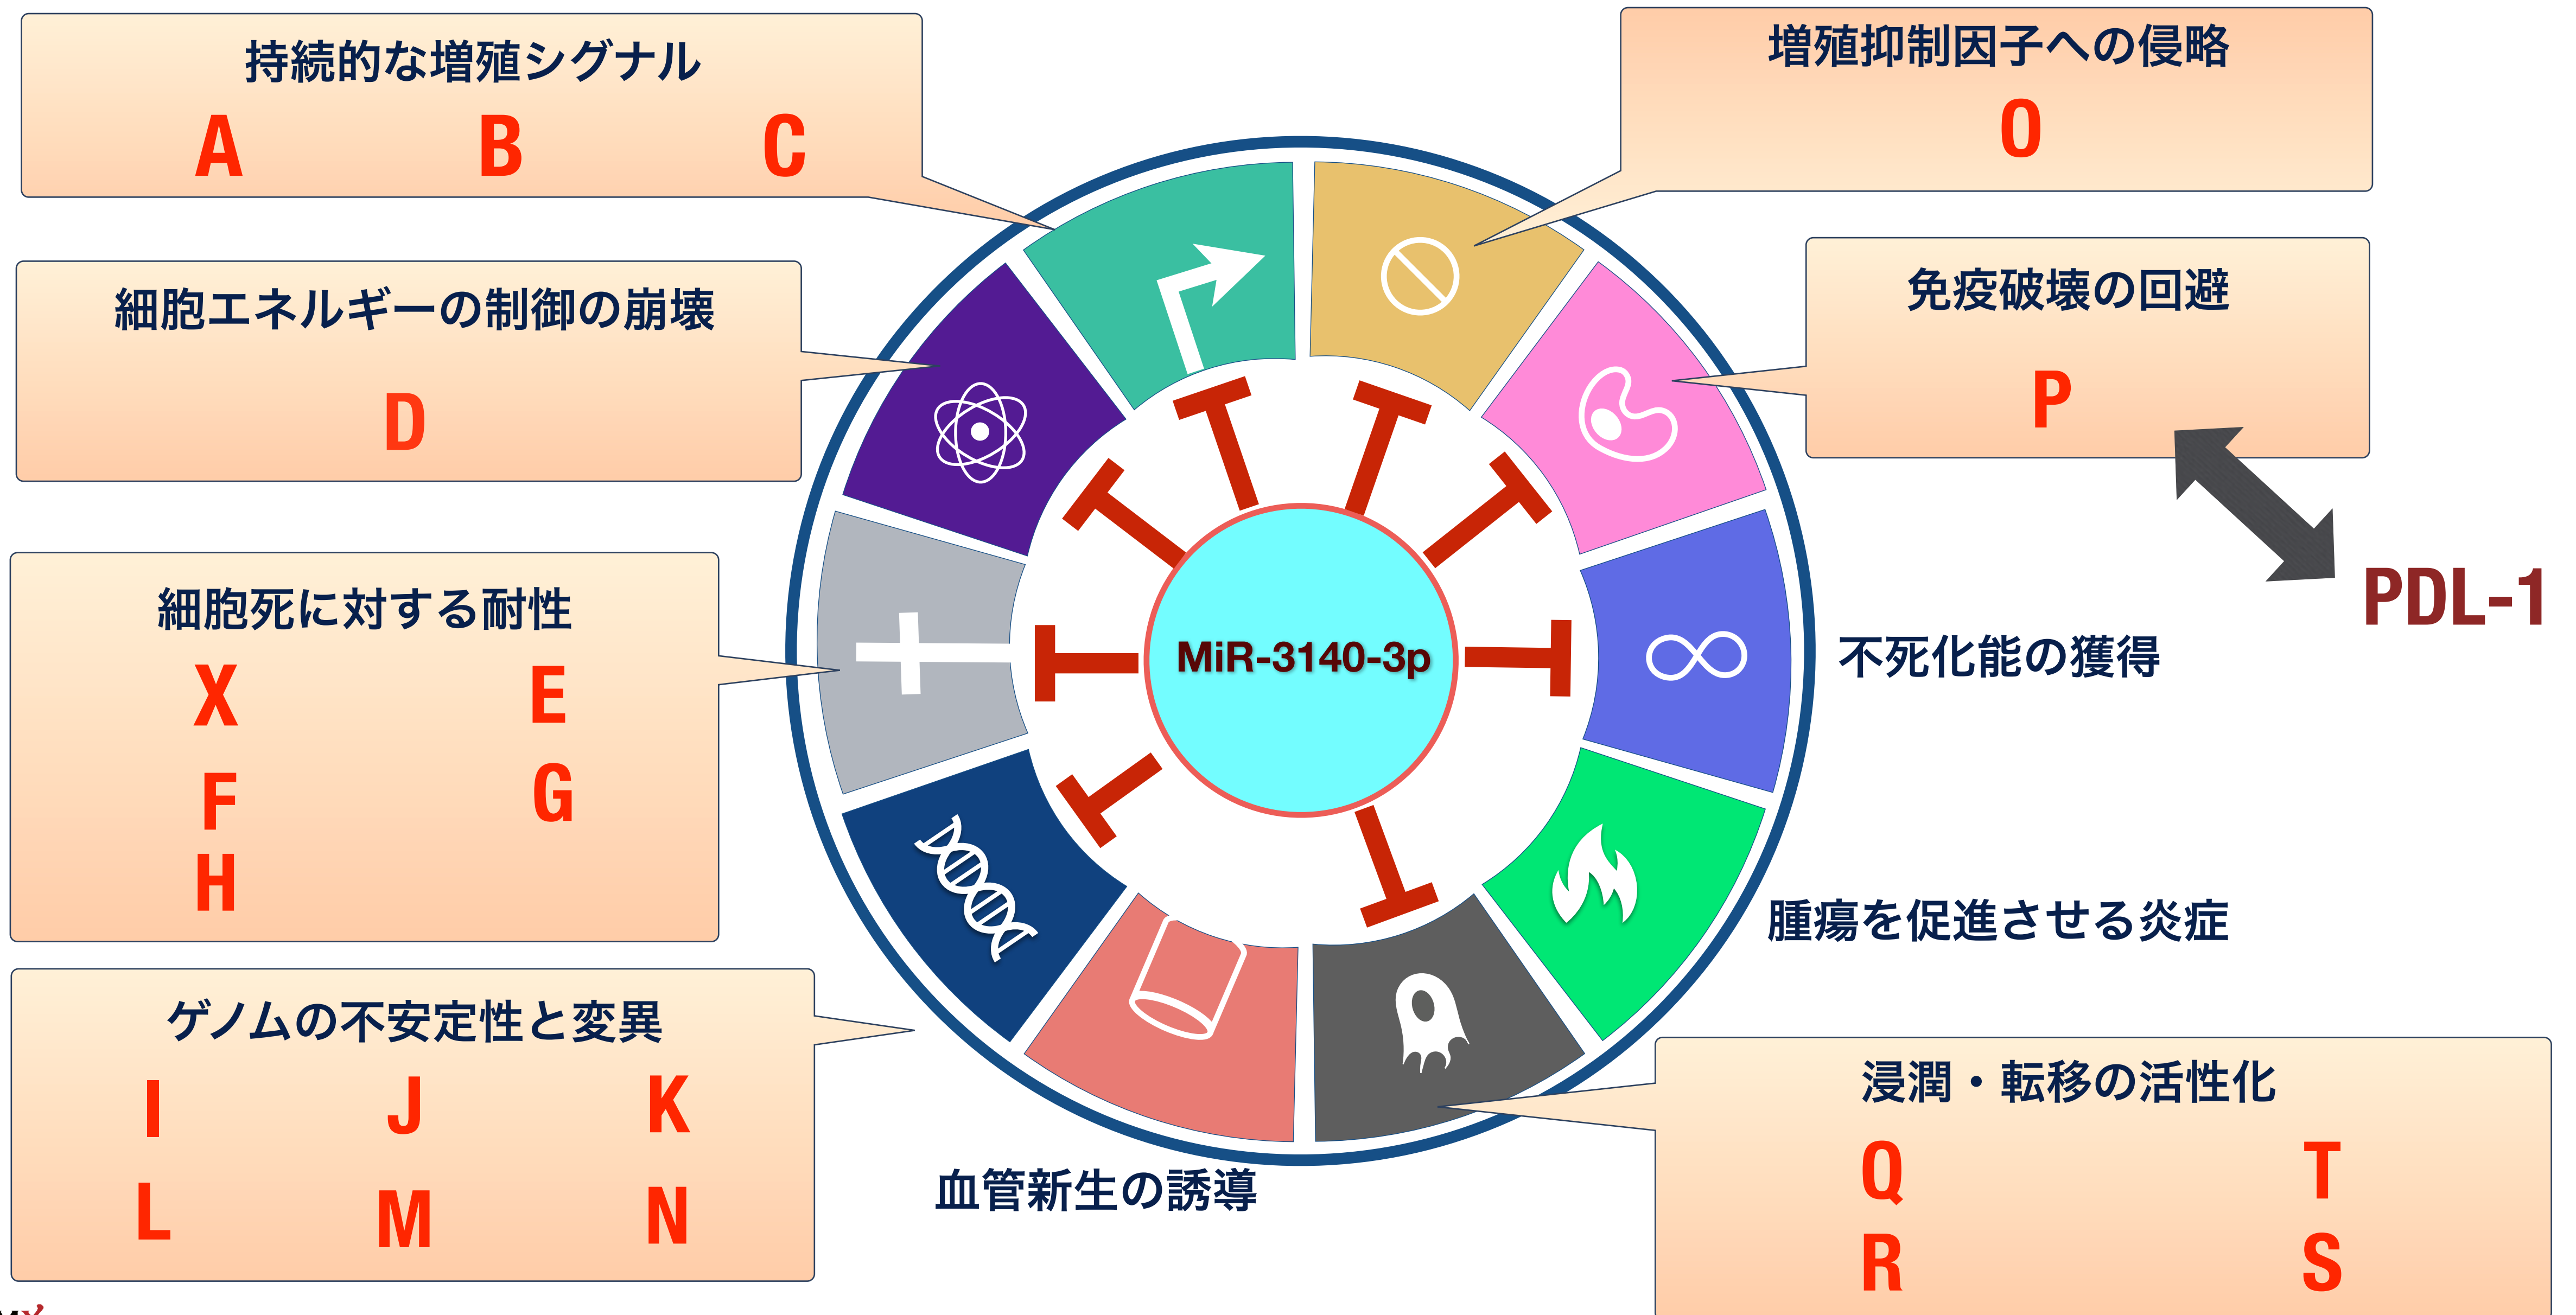 持続的な増殖シグナル
A B C
細胞エネルギーの制御の崩壊
D
細胞死に対する耐性
X E
F G
H
ゲノムの不安定性と変異
I J K
L M N
血管新生の誘導
MiR-3140-3p
増殖抑制因子への侵略
O
免疫破壊の回避
P
PDL-1
不死化能の獲得
腫瘍を促進させる炎症
浸潤・転移の活性化
Q T
R S